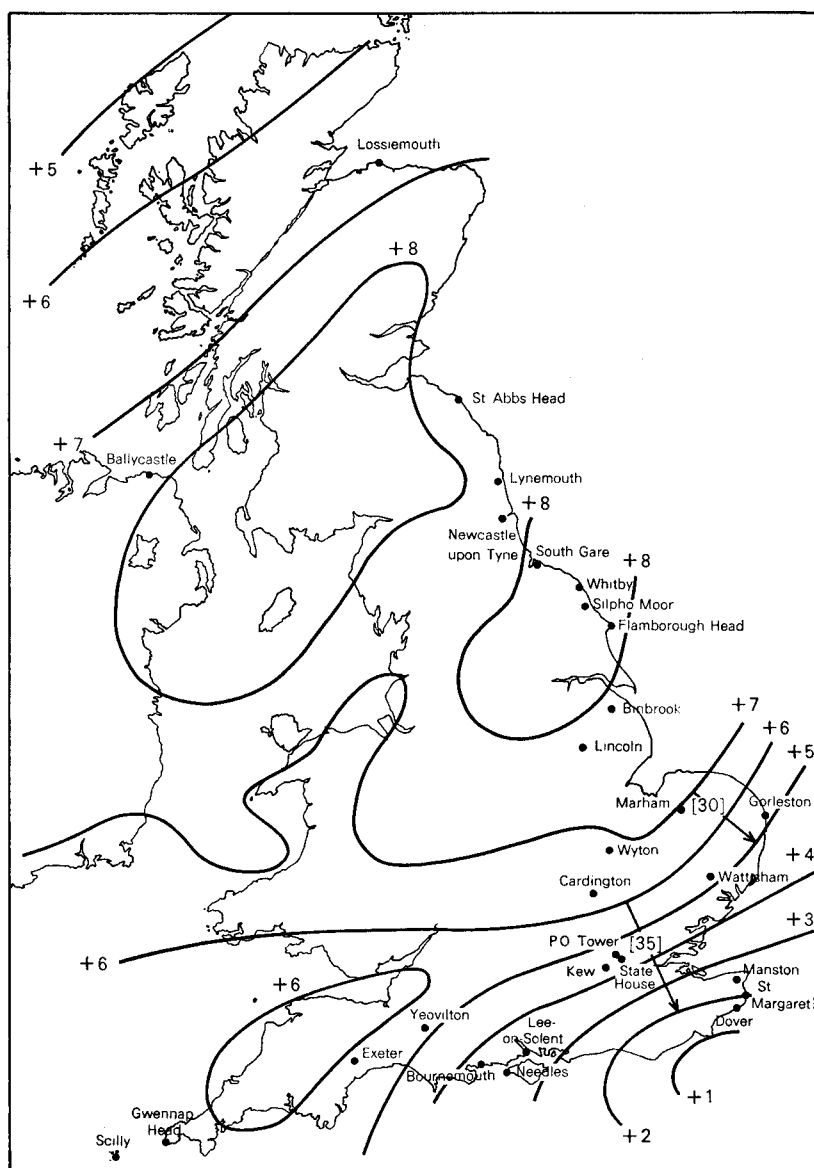 Lossiemouth
+5
+8
+6
St Abbs Head
+7
Ballycastle
Lynemouth
+8
Newcastle
upon Tyne
South Gare
+8
Whitby
Silpho Moor
Flamborough Head
Binbrook
+7
+6
Lincoln
+5
Marham
[30]
Gorleston
+4
Wyton
Wattisham
Cardington
+3
PO Tower
[35]
+6
+6
Kew
State
House
Manston
St
Margaret's
Dover
Yeovilton
Lee-
on-Solent
Exeter
Bournemouth
Needles
+1
Gwennap
Head
+2
Scilly